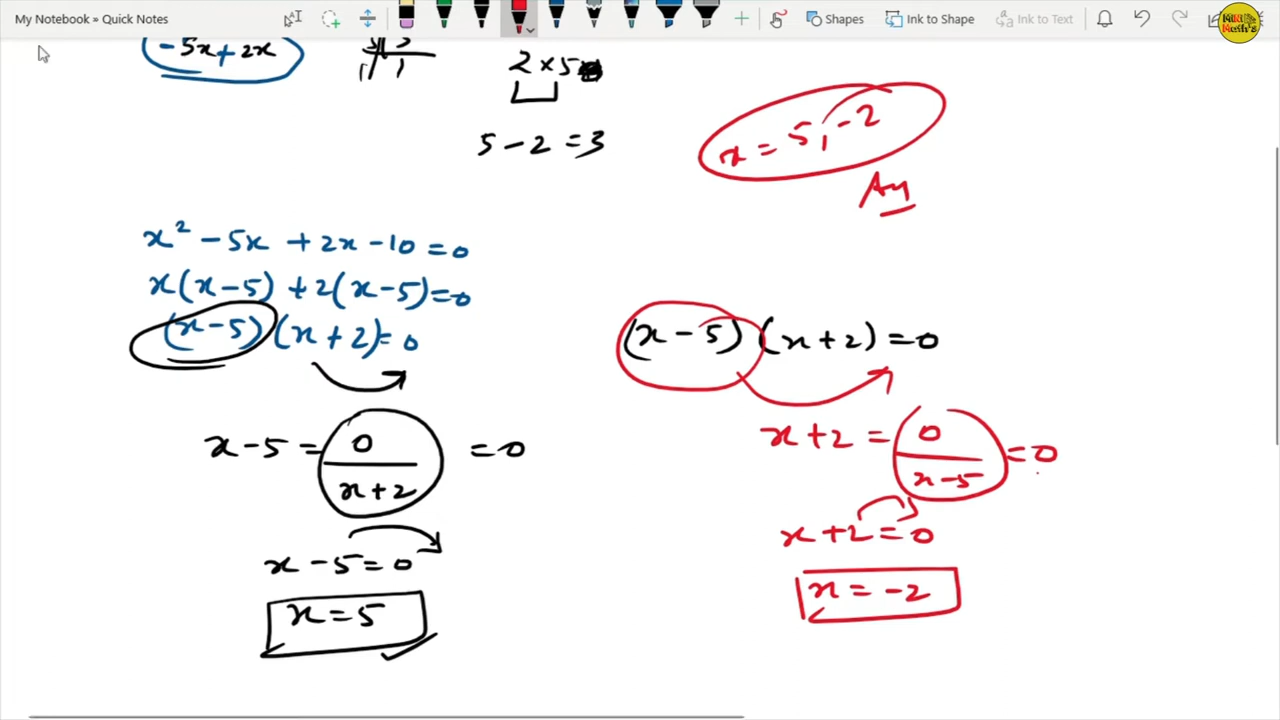 My Notebook » Quick Notes
Shapes
Ink to Shape
Ink to Text
Maths
-5x+2x
1
2×5
5-2=3
x = 5, -2
x² - 5x + 2x - 10 = 0
x(x-5) + 2(x-5) = 0
(x-5)(x+2) = 0
x-5 = 0/x+2 = 0
x-5 = 0
x = 5
(x-5)(x+2) = 0
x+2 = 0/x-5 = 0
x+2 = 0
x = -2